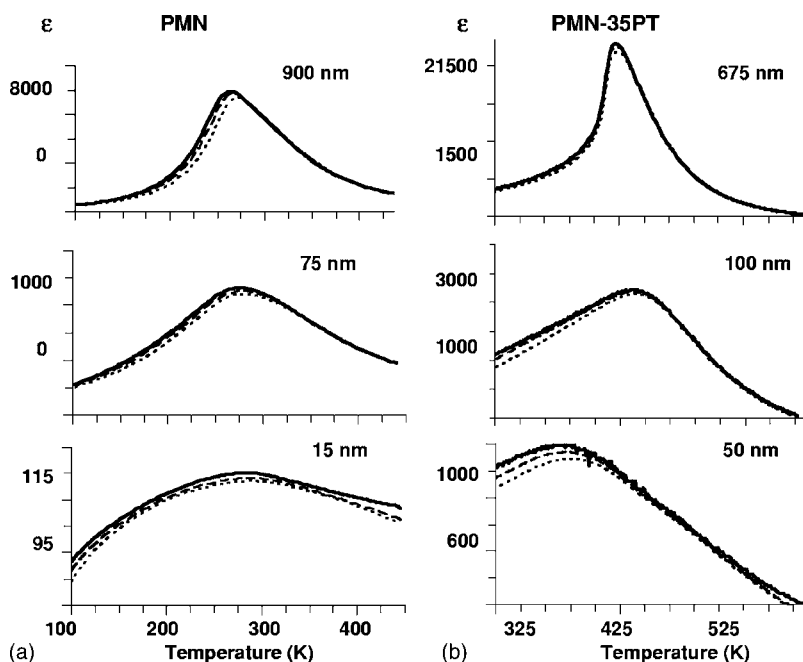 ε PMN
8000
0
900 nm
1000
0
75 nm
115
95
15 nm
100 200 300 400
(a) Temperature (K)
ε PMN-35PT
21500
1500
675 nm
3000
1000
100 nm
1000
600
50 nm
325 425 525
(b) Temperature (K)